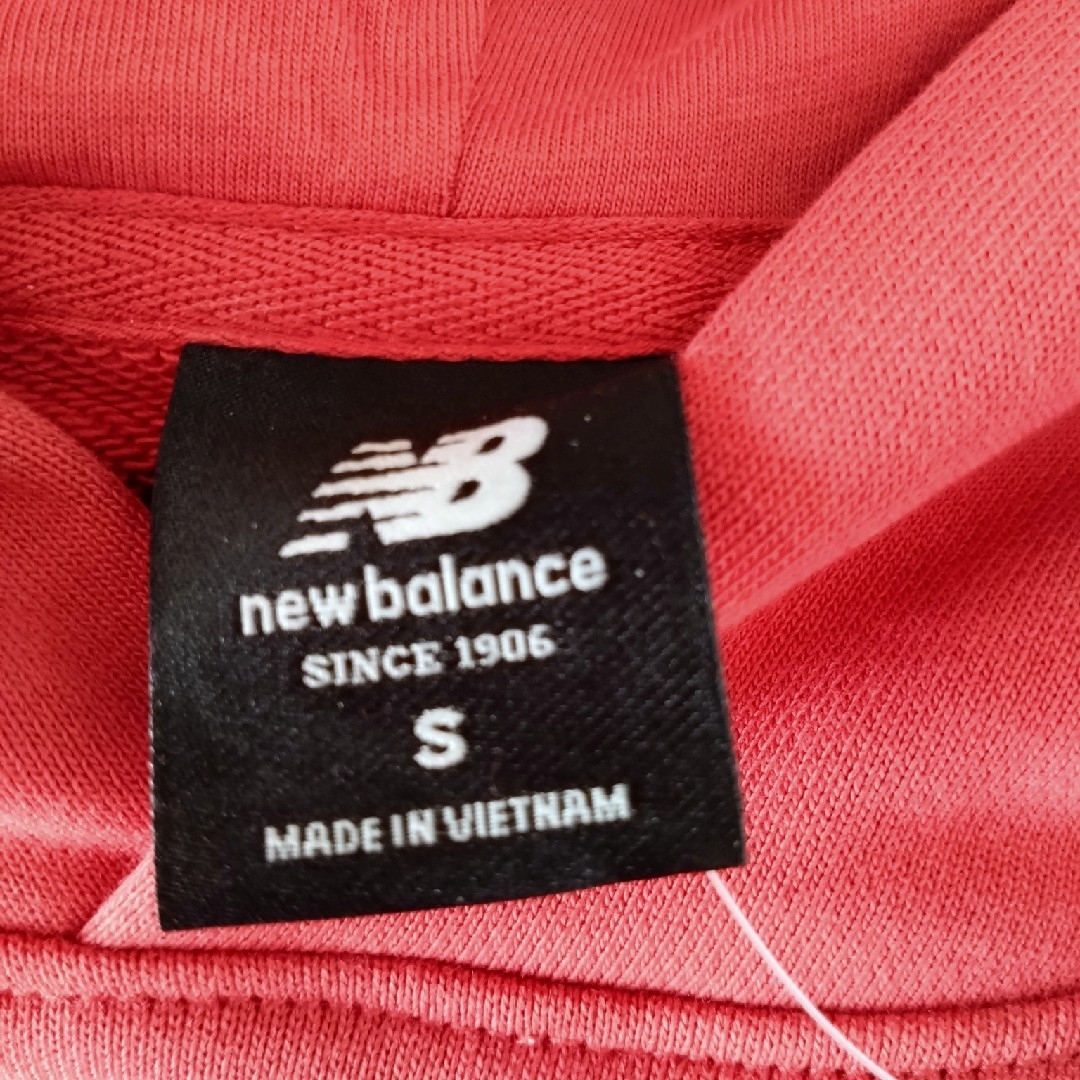 NB
new balance
SINCE 1906
S
MADE IN VIETNAM